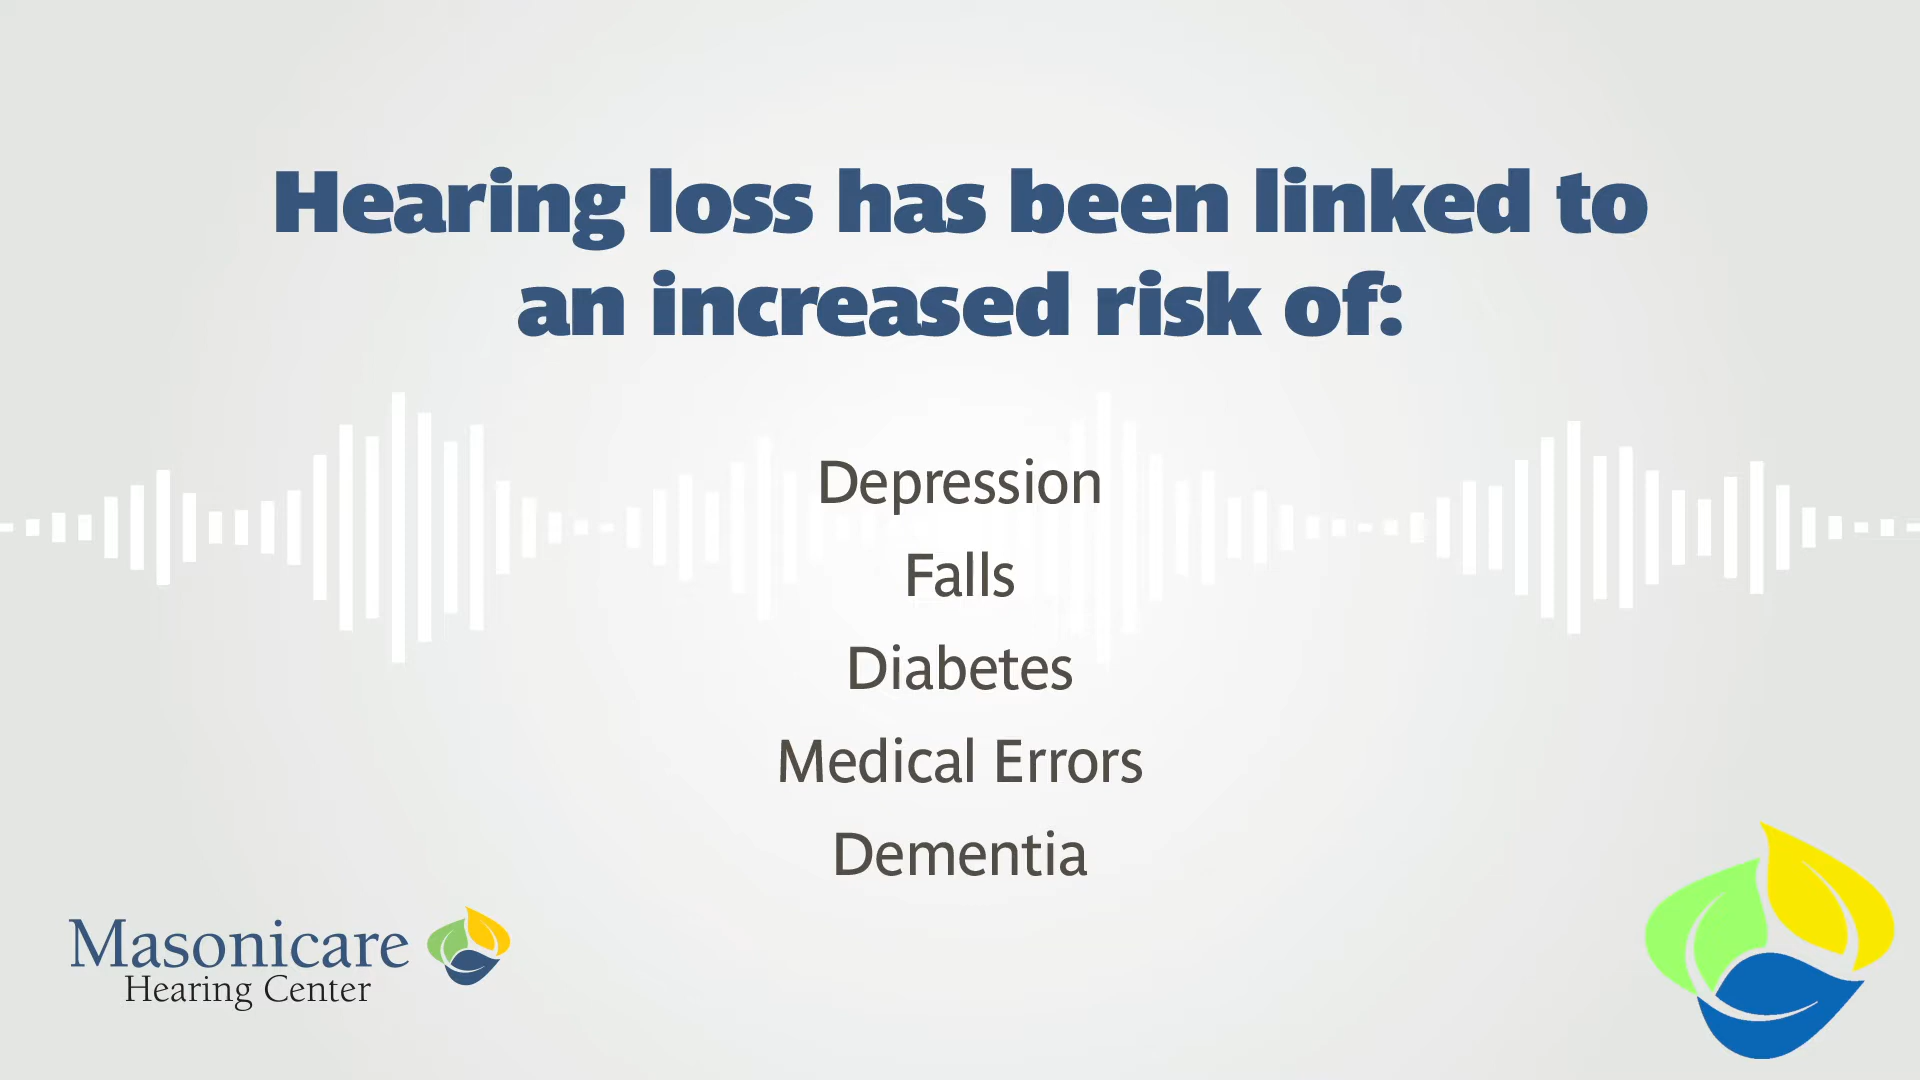 Hearing loss has been linked to
an increased risk of:
Depression
Falls
Diabetes
Medical Errors
Dementia
Masonicare
Hearing Center